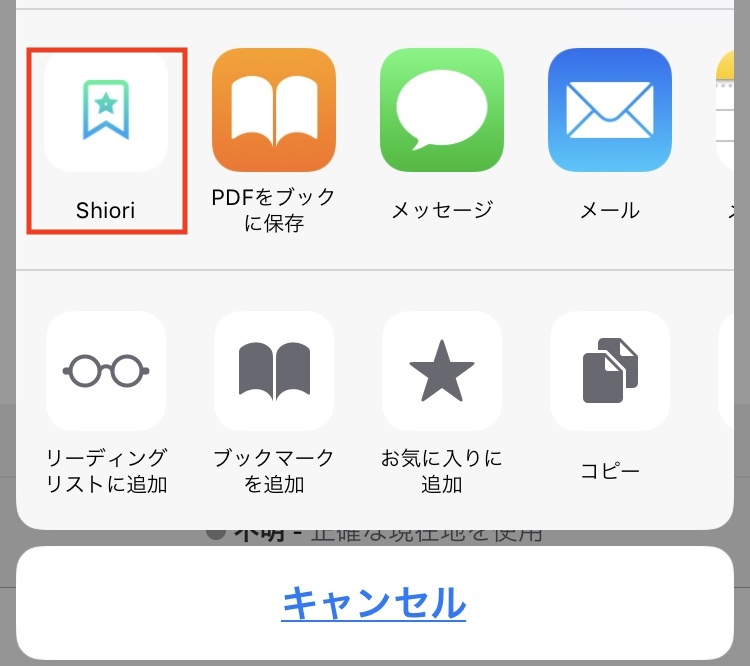 Shiori
PDFをブック
に保存
メッセージ
メール
リーディング
リストに追加
ブックマーク
を追加
お気に入りに
追加
コピー
不明 - 正確な現在地を使用
キャンセル